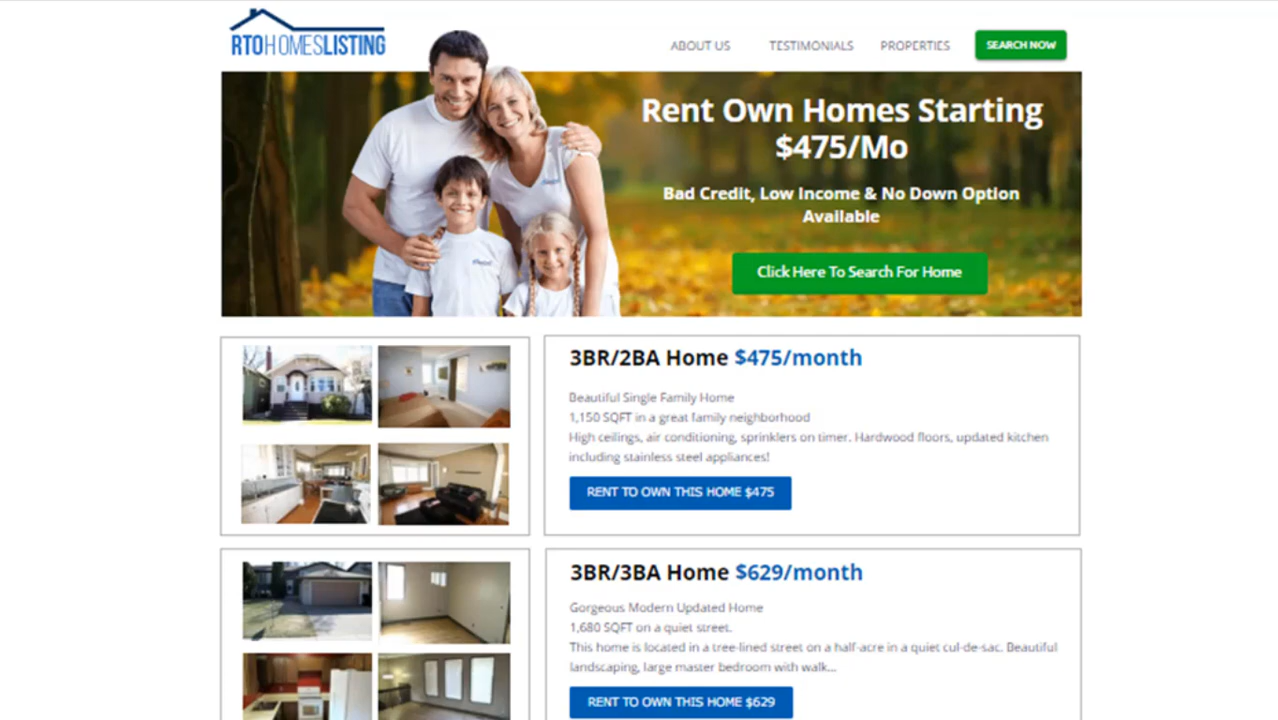 RTOHOMESLISTING
ABOUT US
TESTIMONIALS
PROPERTIES
SEARCH NOW
Rent Own Homes Starting
$475/Mo
Bad Credit, Low Income & No Down Option
Available
Click Here To Search For Home
3BR/2BA Home $475/month
Beautiful Single Family Home
1,150 SQFT in a great family neighborhood
High ceilings, air conditioning, sprinklers on timer. Hardwood floors, updated kitchen
including stainless steel appliances!
RENT TO OWN THIS HOME $475
3BR/3BA Home $629/month
Gorgeous Modern Updated Home
1,680 SQFT on a quiet street.
This home is located in a tree-lined street on a half-acre in a quiet cul-de-sac. Beautiful
landscaping, large master bedroom with walk...
RENT TO OWN THIS HOME $629